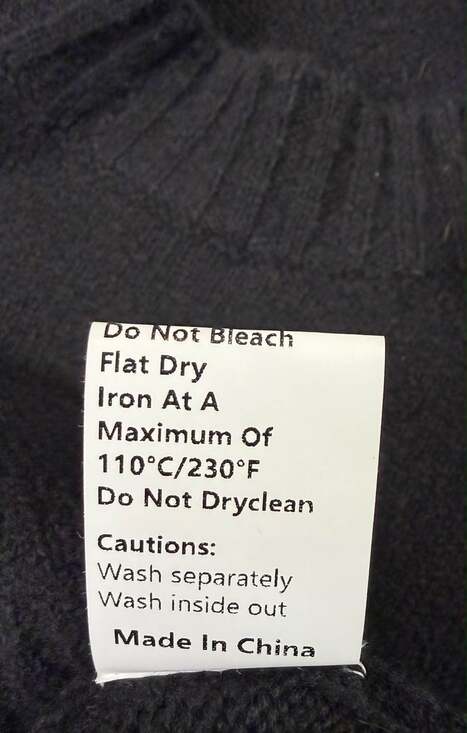 Do Not Bleach
Flat Dry
Iron At A
Maximum Of
110°C/230°F
Do Not Dryclean
Cautions:
Wash separately
Wash inside out
Made In China